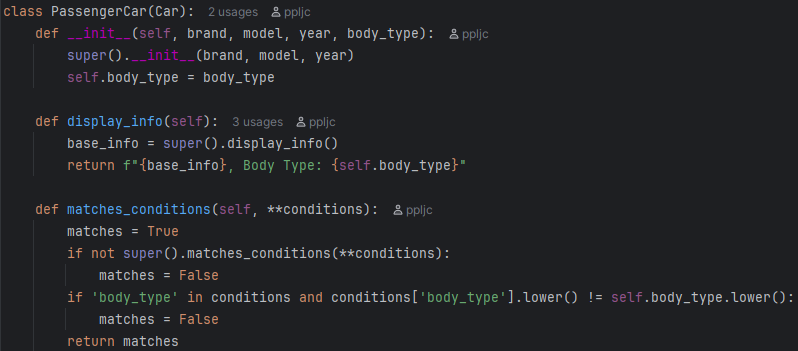 class PassengerCar(Car): 2 usages ppljc
    def __init__(self, brand, model, year, body_type): ppljc
        super().__init__(brand, model, year)
        self.body_type = body_type
    def display_info(self): 3 usages ppljc
        base_info = super().display_info()
        return f"{base_info}, Body Type: {self.body_type}"
    def matches_conditions(self, **conditions): ppljc
        matches = True
        if not super().matches_conditions(**conditions):
            matches = False
        if 'body_type' in conditions and conditions['body_type'].lower() != self.body_type.lower():
            matches = False
        return matches